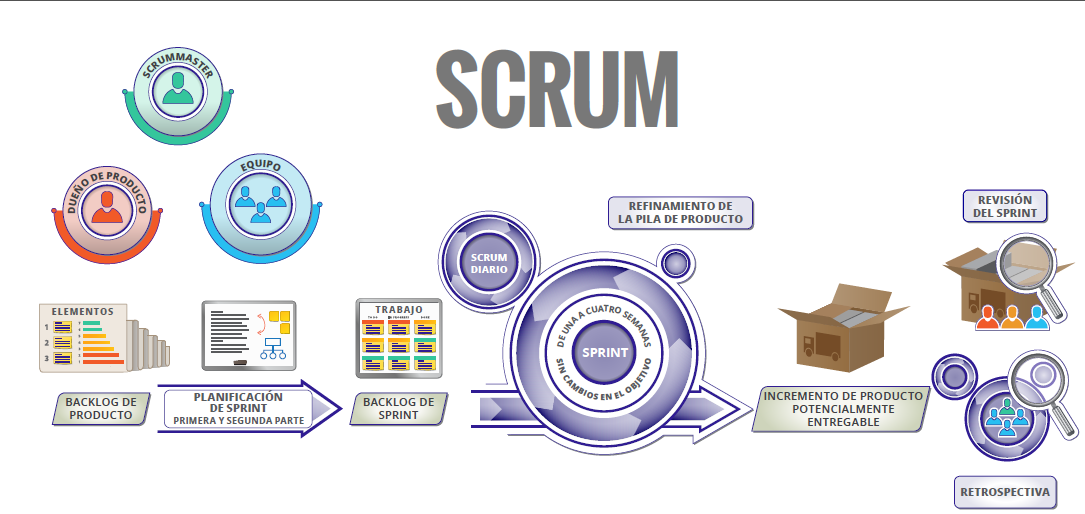 SCRUM
SCRUMMASTER
DUEÑO DE PRODUCTO
EQUIPO
ELEMENTOS
1
2
3
BACKLOG DE
PRODUCTO
PLANIFICACIÓN
DE SPRINT
PRIMERA Y SEGUNDA PARTE
TRABAJO
BACKLOG DE
SPRINT
SCRUM
DIARIO
REFINAMIENTO DE
LA PILA DE PRODUCTO
DE UNA A CUATRO SEMANAS
SPRINT
SIN CAMBIOS EN EL OBJETIVO
INCREMENTO DE PRODUCTO
POTENCIALMENTE
ENTREGABLE
REVISIÓN
DEL SPRINT
RETROSPECTIVA